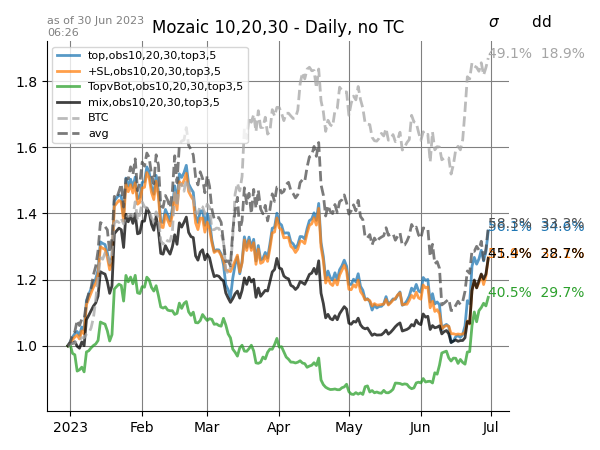 as of 30 Jun 2023
06:26
Mozaic 10,20,30 - Daily, no TC
σ dd
top,obs10,20,30,top3,5
+SL,obs10,20,30,top3,5
TopvBot,obs10,20,30,top3,5
mix,obs10,20,30,top3,5
BTC
avg
49.1% 18.9%
45.4% 28.7%
40.5% 29.7%
1.8
1.6
1.4
1.2
1.0
2023 Feb Mar Apr May Jun Jul